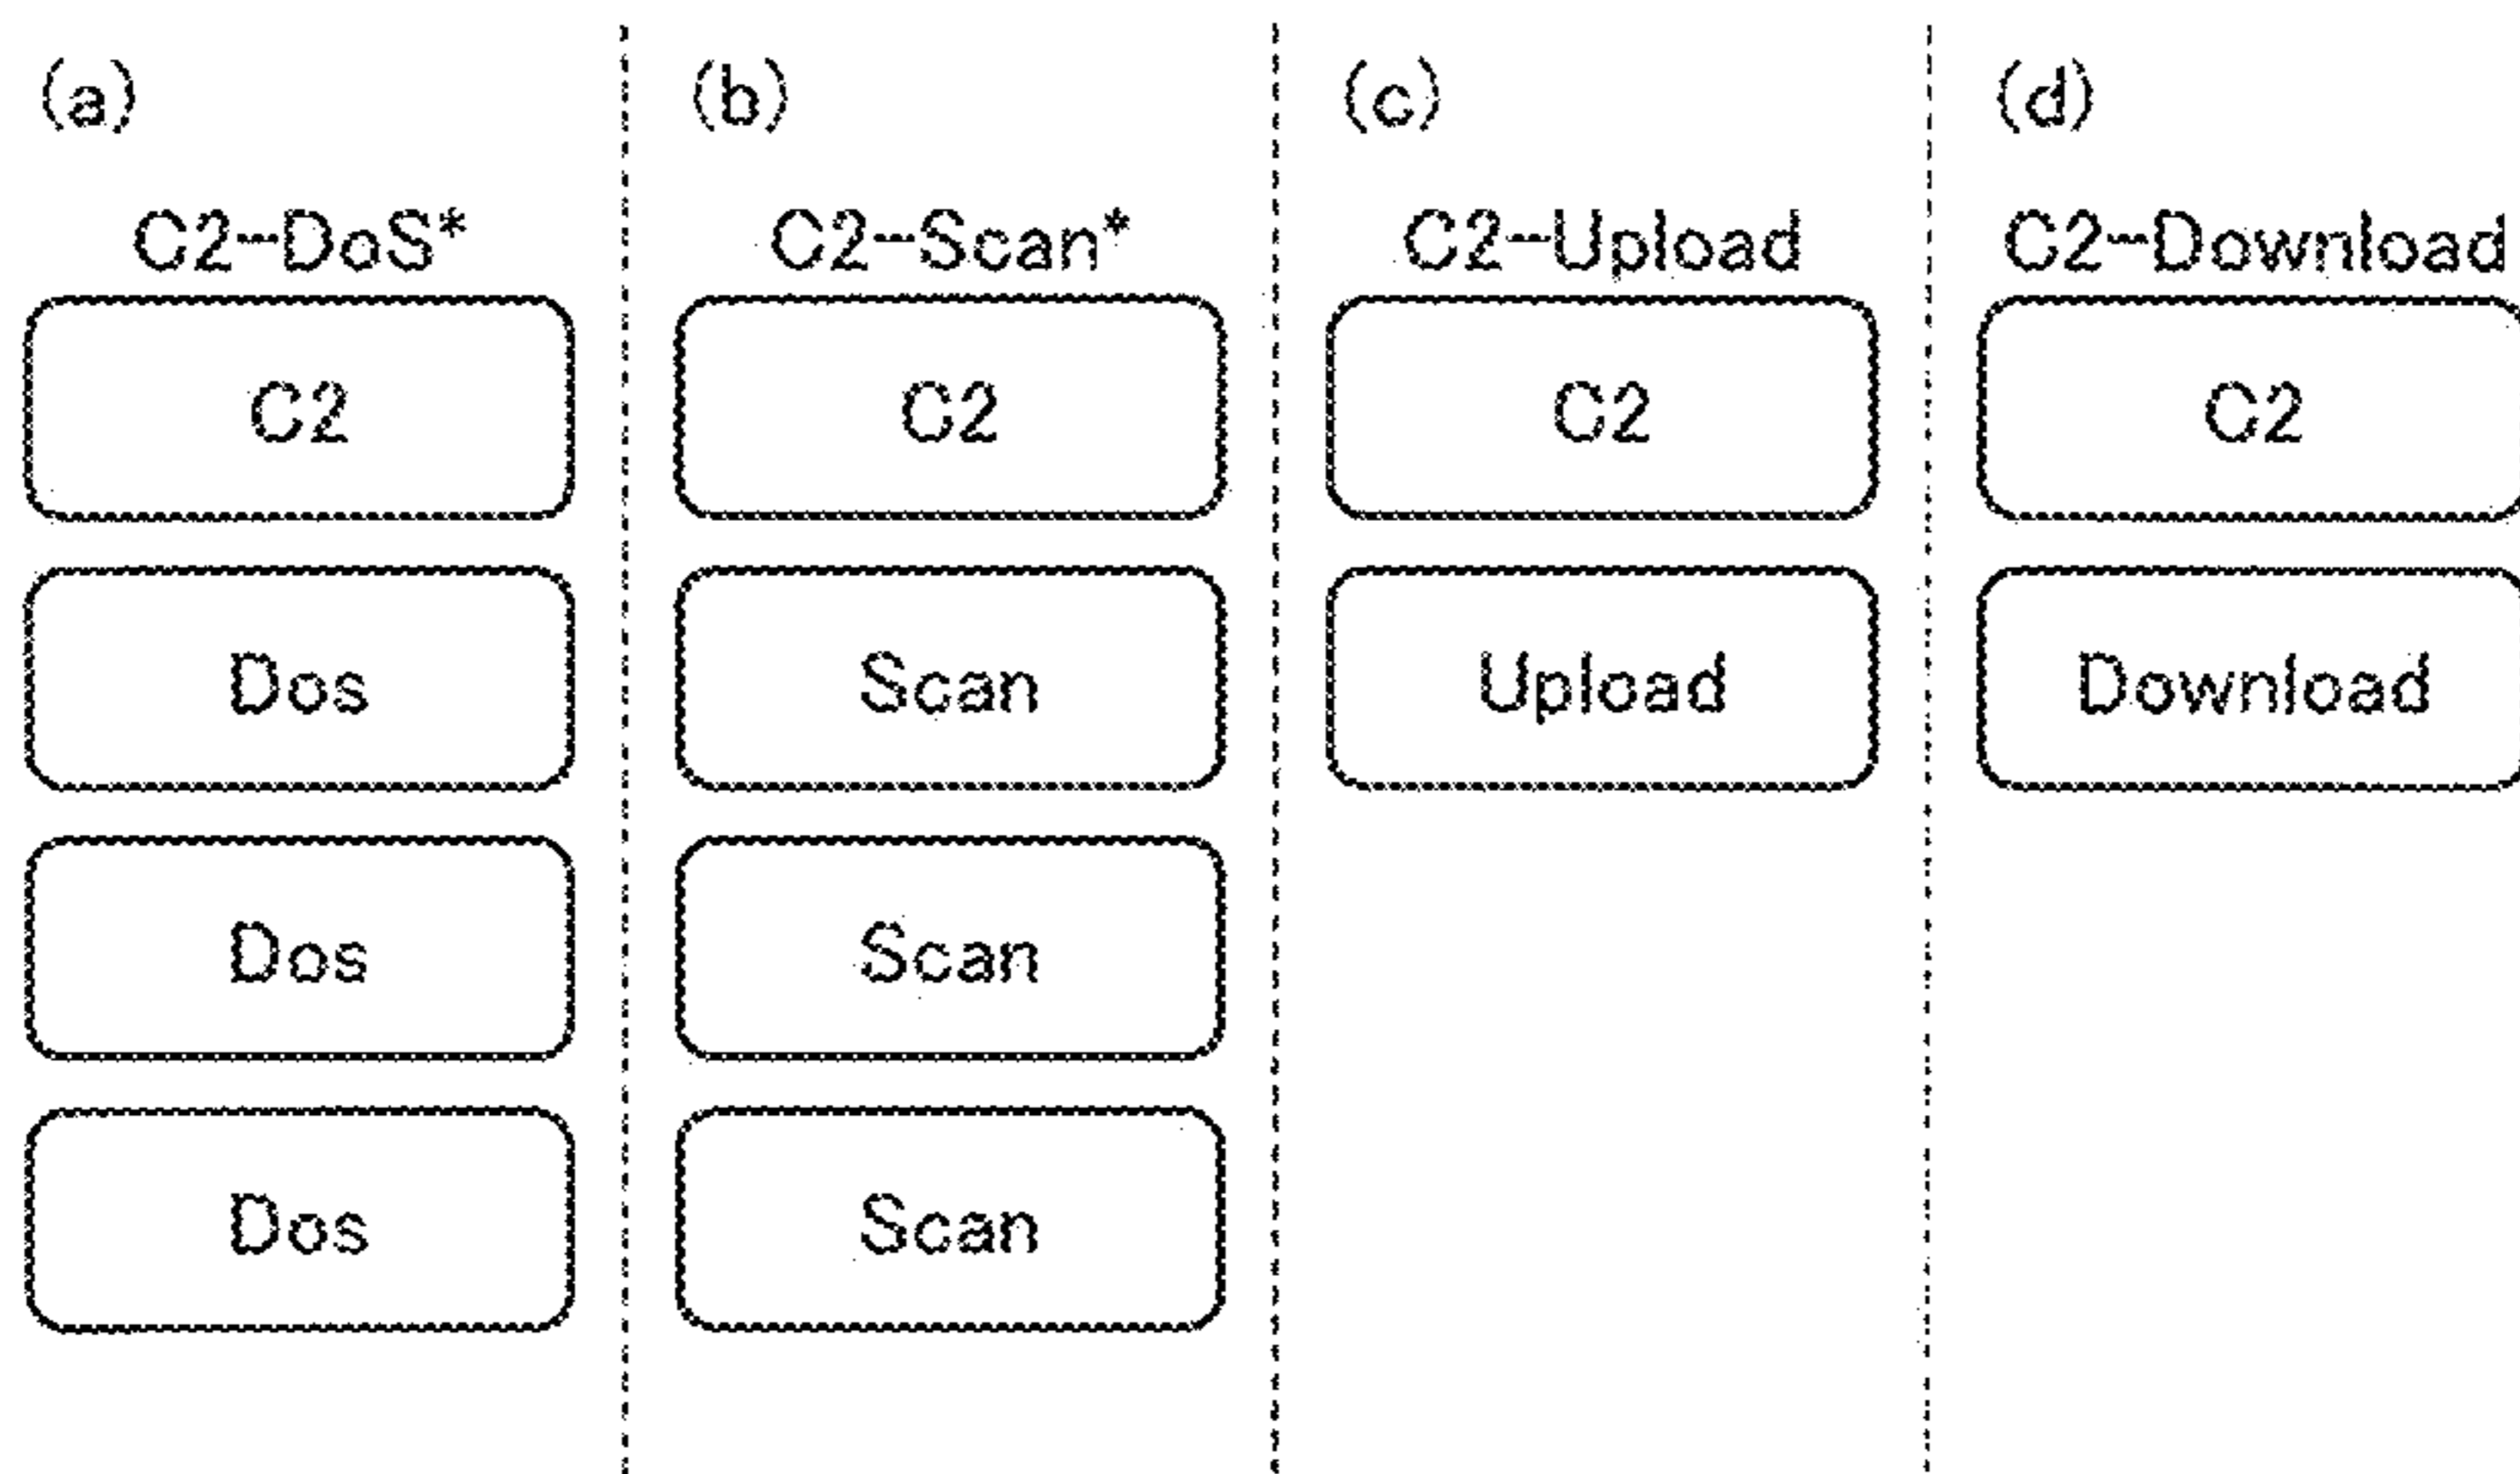 (a)
C2-DoS*
C2
Dos
Dos
Dos
(b)
C2-Scan*
C2
Scan
Scan
Scan
(c)
C2-Upload
C2
Upload
(d)
C2-Download
C2
Download